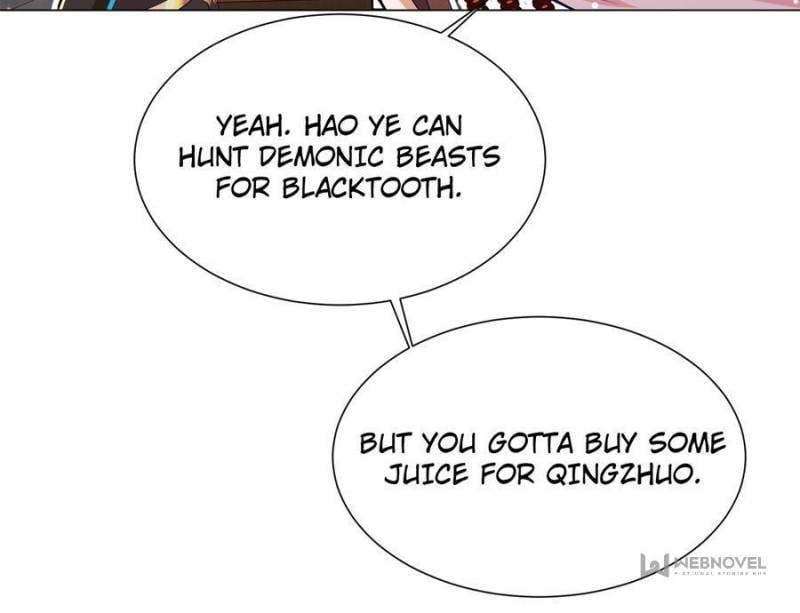 YEAH. HAO YE CAN
HUNT DEMONIC BEASTS
FOR BLACKTOOTH.
BUT YOU GOTTA BUY SOME
JUICE FOR QINGZHUO.
WEBNOVEL